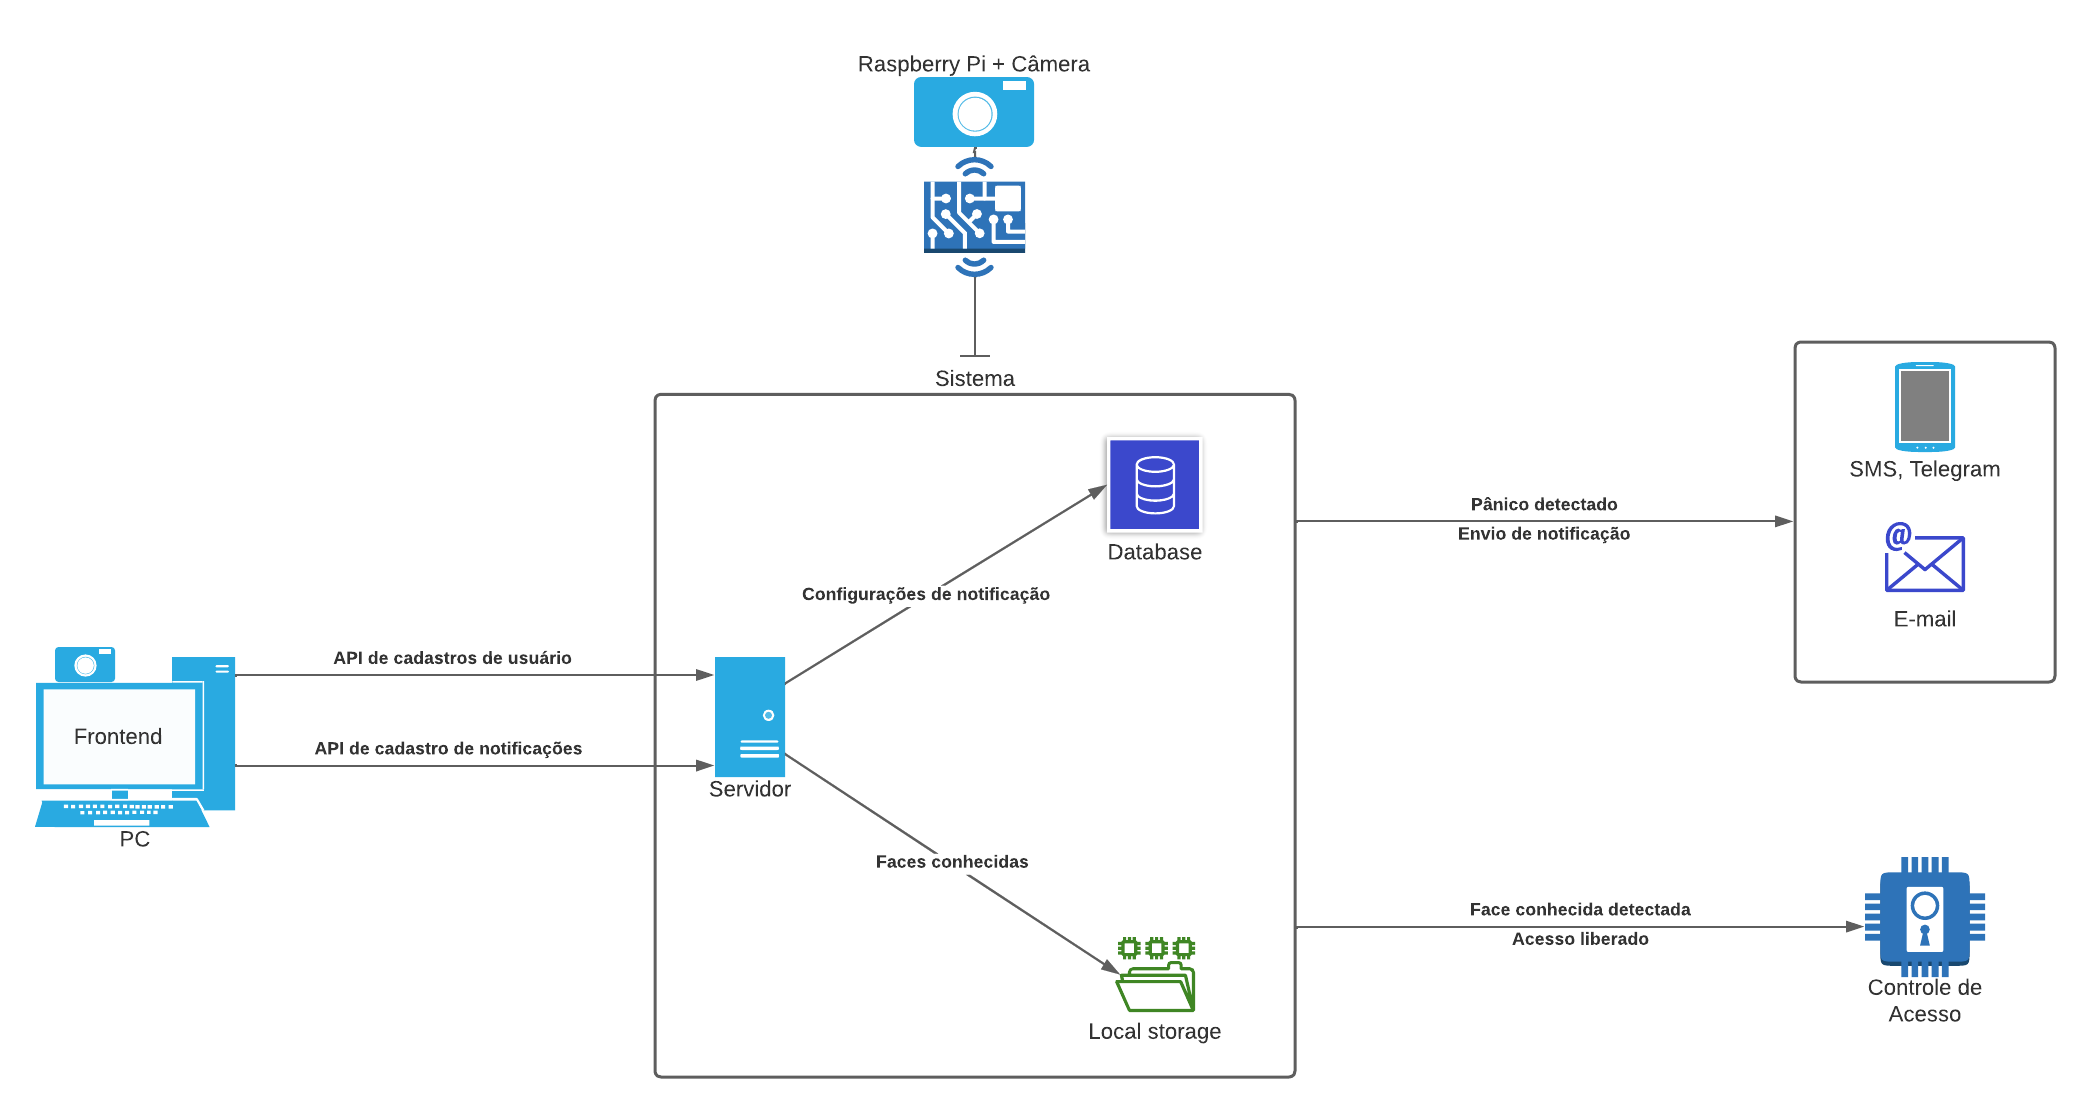 Raspberry Pi + Câmera
Sistema
Database
Configurações de notificação
API de cadastros de usuário
Frontend
API de cadastro de notificações
PC
Servidor
Faces conhecidas
Local storage
Pânico detectado
Envio de notificação
SMS, Telegram
@
E-mail
Face conhecida detectada
Acesso liberado
Controle de
Acesso